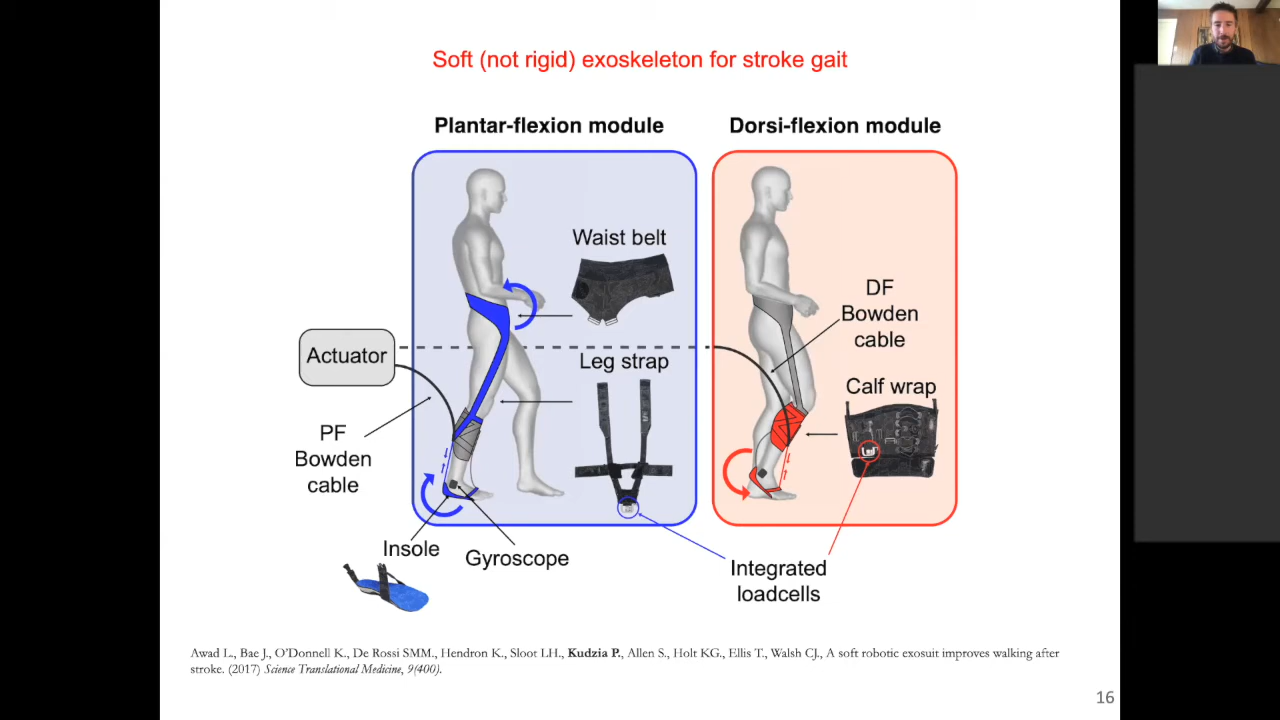 Soft (not rigid) exoskeleton for stroke gait
Plantar-flexion module
Dorsi-flexion module
Waist belt
DF
Bowden
cable
Actuator
Leg strap
Calf wrap
PF
Bowden
cable
Insole
Gyroscope
Integrated
loadcells
Awad L., Bae J., O'Donnell K., De Rossi SMM., Hendron K., Sloot LH., Kudzia P., Allen S., Holt KG., Ellis T., Walsh CJ., A soft robotic exosuit improves walking after
stroke. (2017) Science Translational Medicine, 9(400).
16